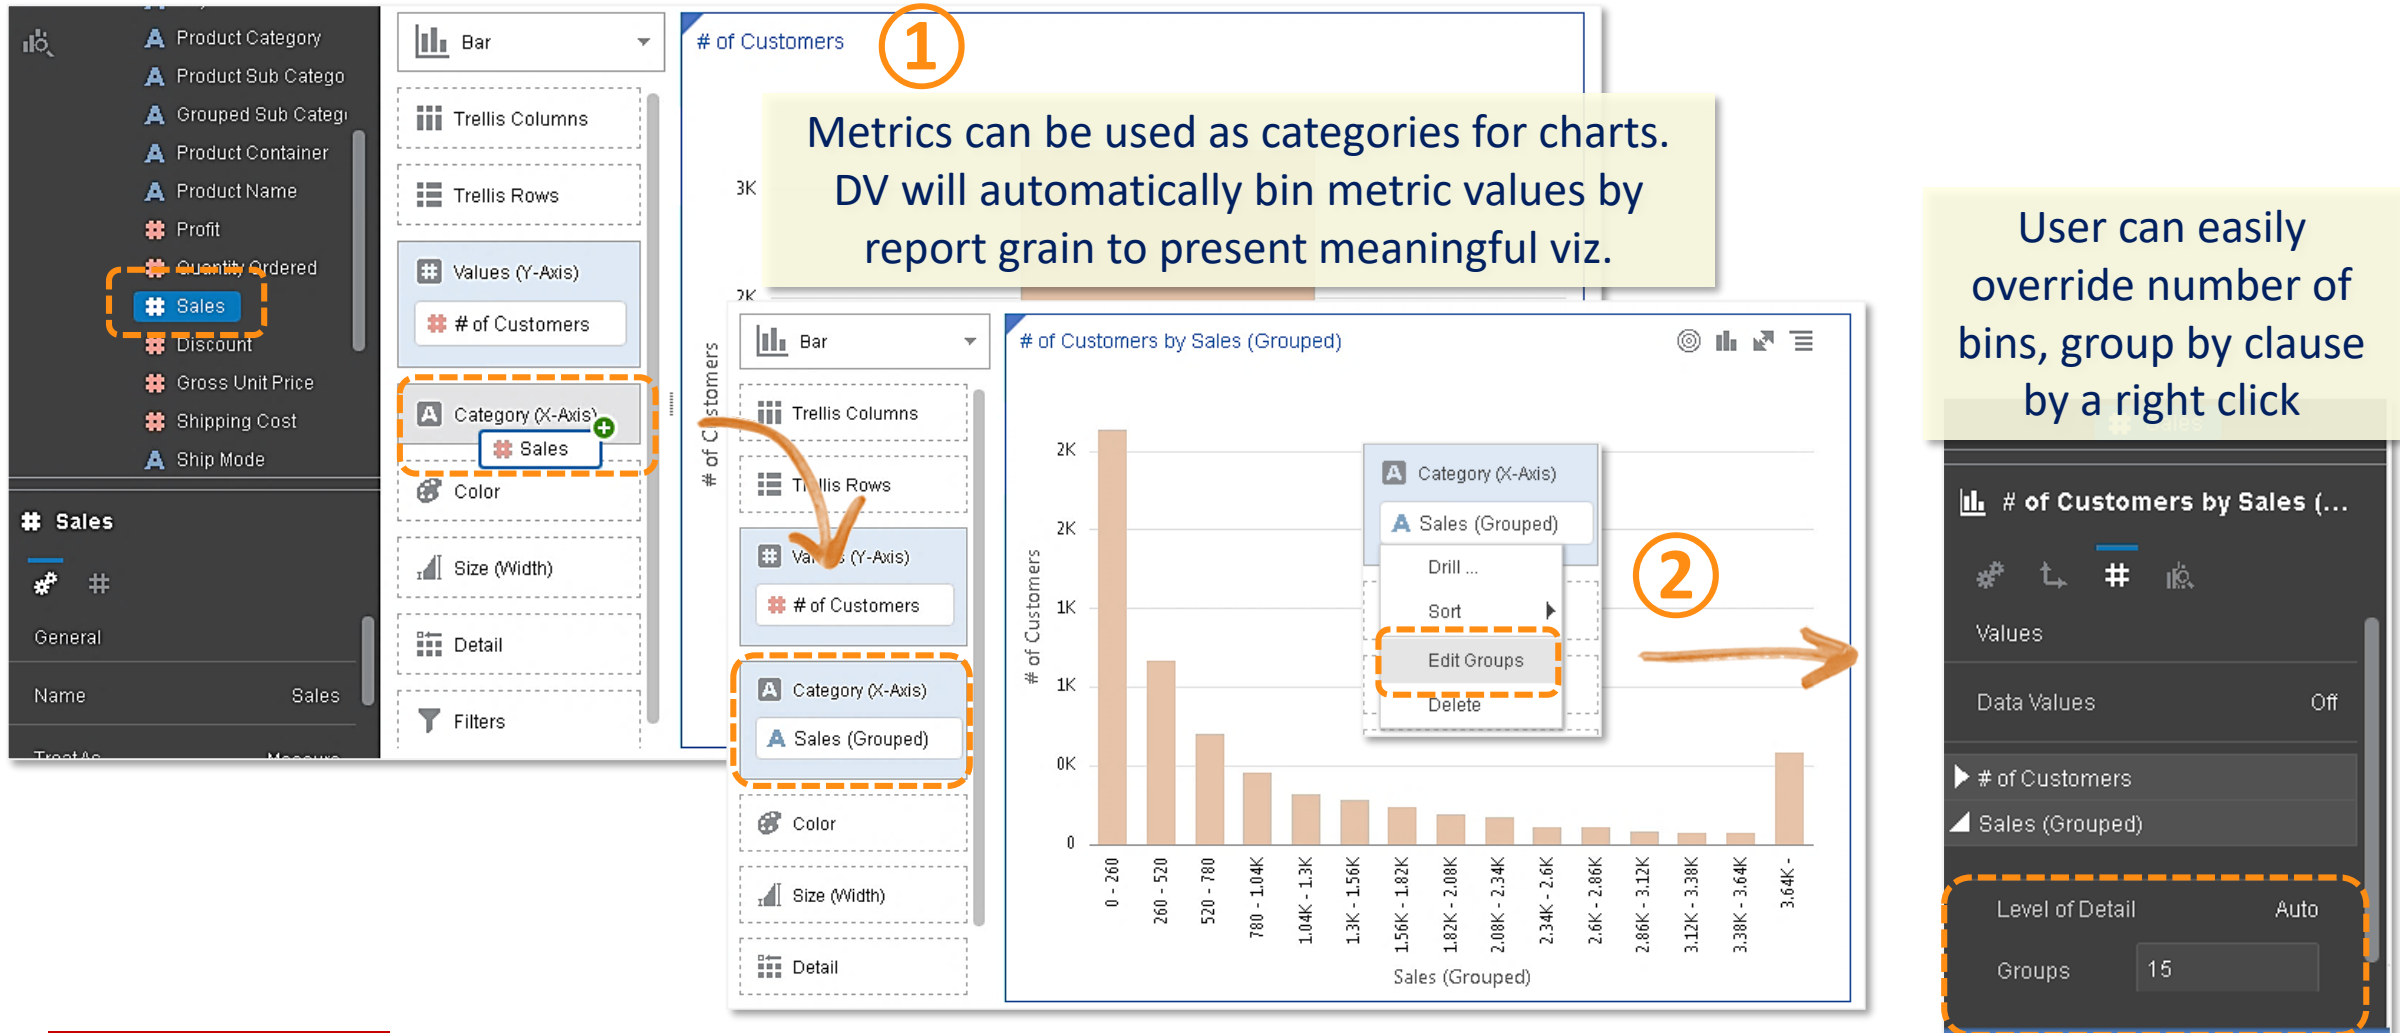 Product Category
Product Sub Catego
Grouped Sub Catego
Product Container
Product Name
Profit
Quantity Ordered
Sales
Discount
Gross Unit Price
Shipping Cost
Ship Mode
Sales
General
Name Sales
Treat As Measure
Bar
Trellis Columns
Trellis Rows
Values (Y-Axis)
# of Customers
Category (X-Axis)
Sales
Color
Size (Width)
Detail
Filters
# of Customers
1
3K
2K
# of Customers
Metrics can be used as categories for charts.
DV will automatically bin metric values by
report grain to present meaningful viz.
Bar
Trellis Columns
Trellis Rows
Values (Y-Axis)
# of Customers
Category (X-Axis)
Sales (Grouped)
Color
Size (Width)
Detail
# of Customers by Sales (Grouped)
# of Customers
2K
2K
1K
1K
0K
0
0 - 260
260 - 520
520 - 780
780 - 1.04K
1.04K - 1.3K
1.3K - 1.56K
1.56K - 1.82K
1.82K - 2.08K
2.08K - 2.34K
2.34K - 2.6K
2.6K - 2.86K
2.86K - 3.12K
3.12K - 3.38K
3.38K - 3.64K
3.64K -
Sales (Grouped)
Category (X-Axis)
Sales (Grouped)
Drill ...
Sort
Edit Groups
Delete
2
User can easily
override number of
bins, group by clause
by a right click
Sales
# of Customers by Sales (...
Values
Data Values Off
# of Customers
Sales (Grouped)
Level of Detail Auto
Groups 15